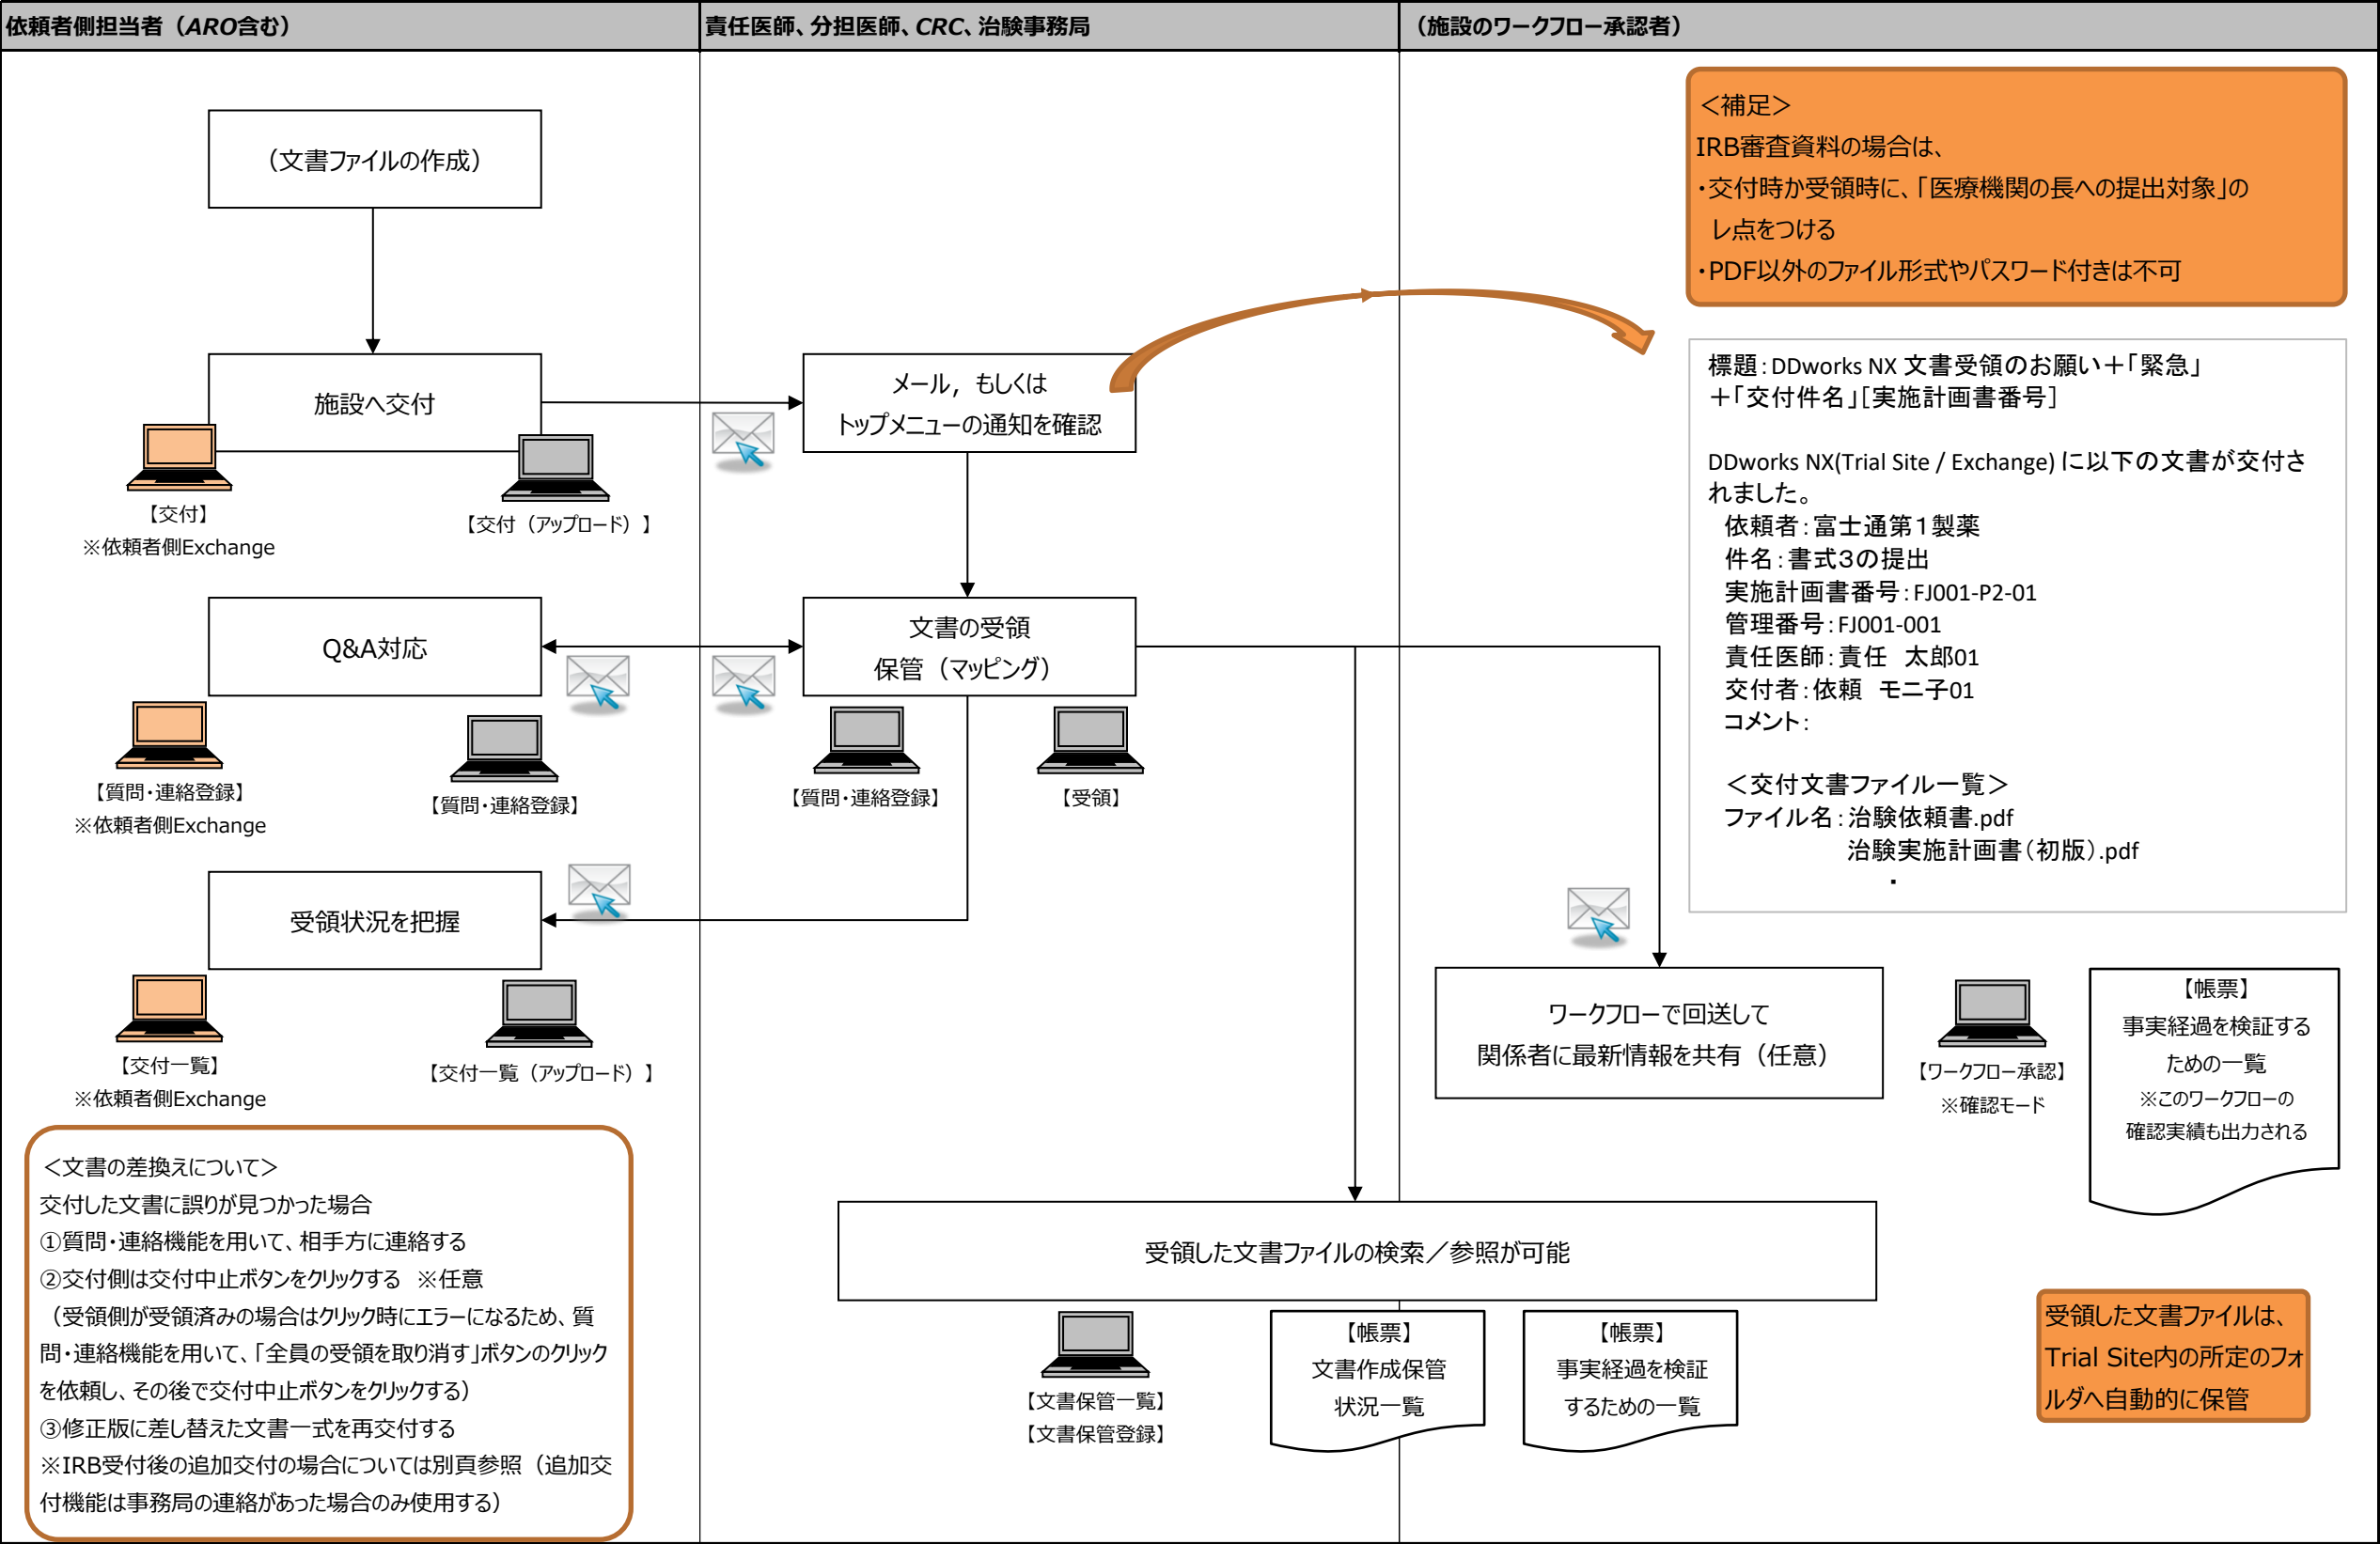 依頼者側担当者（ARO含む）
責任医師、分担医師、CRC、治験事務局
（施設のワークフロー承認者）
（文書ファイルの作成）
施設へ交付
【交付】
※依頼者側Exchange
【交付（アップロード）】
メール，もしくは
トップメニューの通知を確認
Q&A対応
【質問・連絡登録】
※依頼者側Exchange
【質問・連絡登録】
文書の受領
保管（マッピング）
【質問・連絡登録】
【受領】
受領状況を把握
【交付一覧】
※依頼者側Exchange
【交付一覧（アップロード）】
＜補足＞
IRB審査資料の場合は、
・交付時か受領時に、「医療機関の長への提出対象」の
レ点をつける
・PDF以外のファイル形式やパスワード付きは不可
標題：DDworks NX 文書受領のお願い＋「緊急」
＋「交付件名」［実施計画書番号］
DDworks NX(Trial Site / Exchange) に以下の文書が交付さ
れました。
依頼者：富士通第１製薬
件名：書式３の提出
実施計画書番号：FJ001-P2-01
管理番号：FJ001-001
責任医師：責任　太郎01
交付者：依頼　モニ子01
コメント：
＜交付文書ファイル一覧＞
ファイル名：治験依頼書.pdf
治験実施計画書（初版）.pdf
・
ワークフローで回送して
関係者に最新情報を共有（任意）
【ワークフロー承認】
※確認モード
【帳票】
事実経過を検証する
ための一覧
※このワークフローの
確認実績も出力される
＜文書の差換えについて＞
交付した文書に誤りが見つかった場合
①質問・連絡機能を用いて、相手方に連絡する
②交付側は交付中止ボタンをクリックする　※任意
（受領側が受領済みの場合はクリック時にエラーになるため、質
問・連絡機能を用いて、「全員の受領を取り消す」ボタンのクリック
を依頼し、その後で交付中止ボタンをクリックする）
③修正版に差し替えた文書一式を再交付する
※IRB受付後の追加交付の場合については別頁参照（追加交
付機能は事務局の連絡があった場合のみ使用する）
受領した文書ファイルの検索／参照が可能
【文書保管一覧】
【文書保管登録】
【帳票】
文書作成保管
状況一覧
【帳票】
事実経過を検証
するための一覧
受領した文書ファイルは、
Trial Site内の所定のフォ
ルダへ自動的に保管